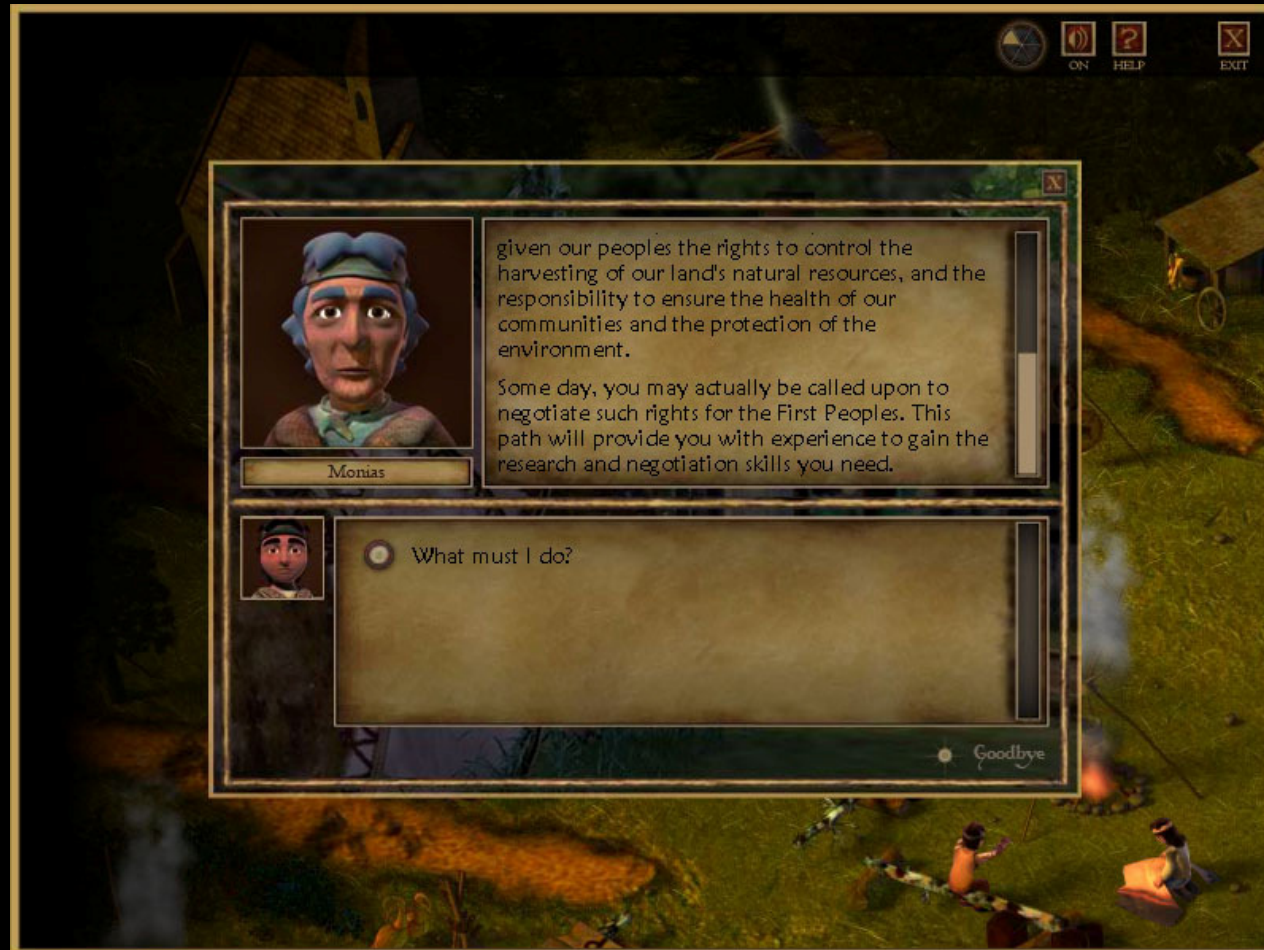 ON
HELP
EXIT
given our peoples the rights to control the
harvesting of our land's natural resources, and the
responsibility to ensure the health of our
communities and the protection of the
environment.
Some day, you may actually be called upon to
negotiate such rights for the First Peoples. This
path will provide you with experience to gain the
research and negotiation skills you need.
Monias
What must I do?
Goodbye